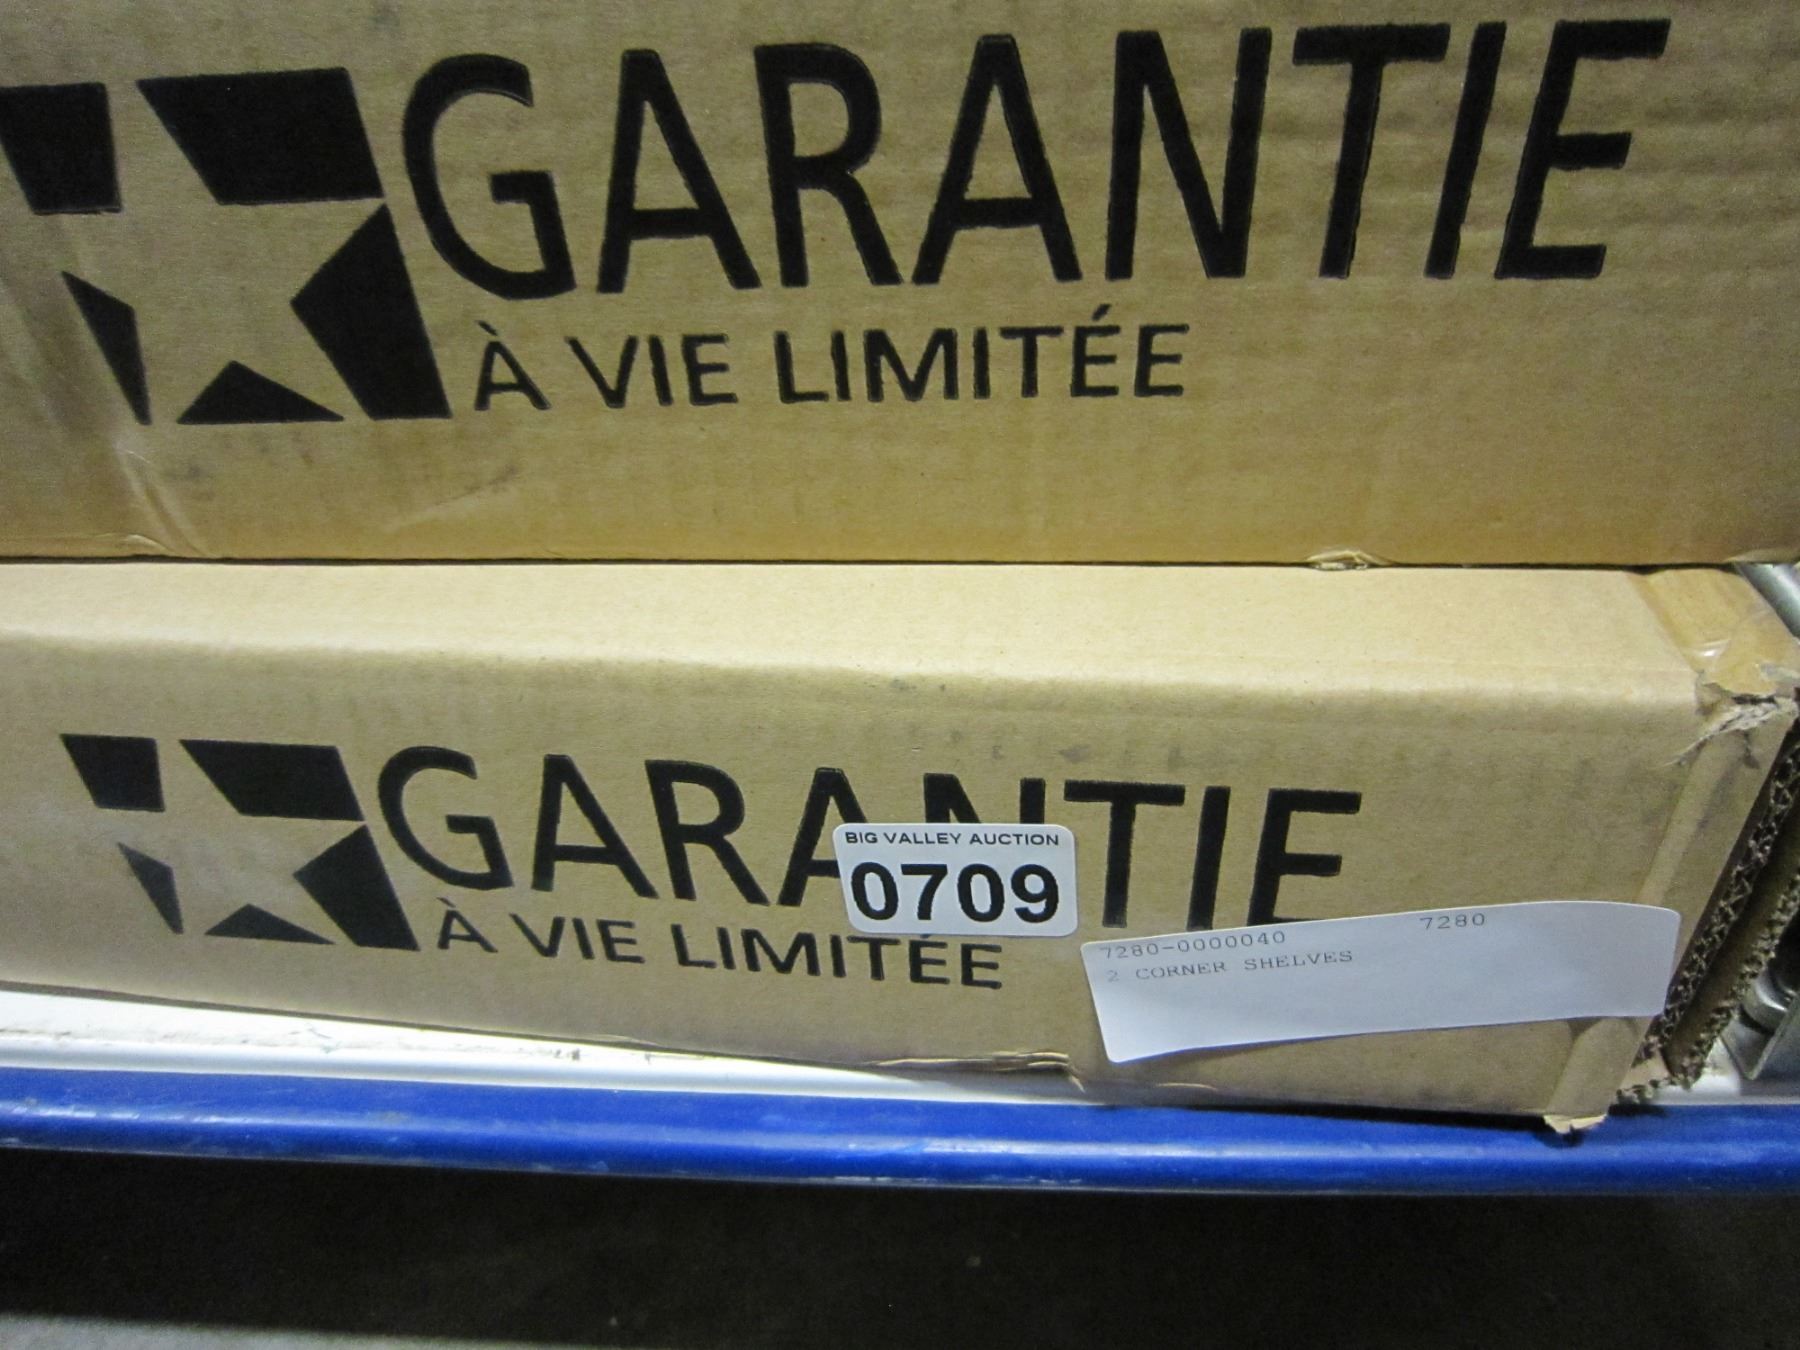 GARANTIE
À VIE LIMITÉE
GARANTIE
À VIE LIMITÉE
BIG VALLEY AUCTION
0709
7280-0000040 7280
2 CORNER SHELVES